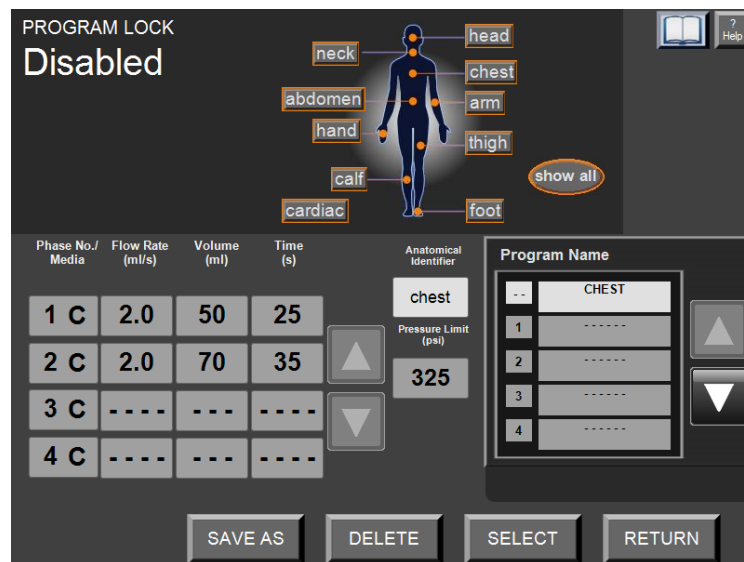 PROGRAM LOCK
Disabled
?
Help
head
neck
chest
abdomen
arm
hand
thigh
calf
show all
cardiac
foot
Phase No./ Media
Flow Rate (ml/s)
Volume (ml)
Time (s)
1 C 2.0 50 25
2 C 2.0 70 35
3 C - - - - - - - - - - -
4 C - - - - - - - - - - -
Anatomical Identifier
chest
Pressure Limit (psi)
325
Program Name
- - CHEST
1 - - - - - -
2 - - - - - -
3 - - - - - -
4 - - - - - -
SAVE AS
DELETE
SELECT
RETURN